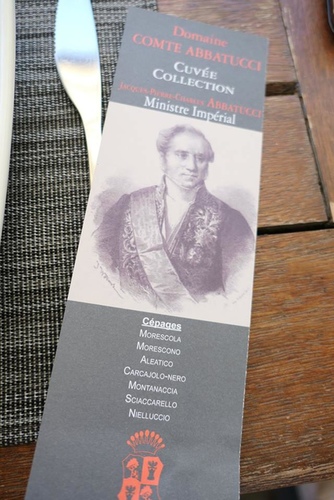 Domaine
COMTE ABBATUCCI
CUVÉE
COLLECTION
JACQUES-PIERRE-CHARLES ABBATUCCI
Ministre Impérial
Cépages
MORESCOLA
MORESCONO
ALEATICO
CARCAJOLO-NERO
MONTANACCIA
SCIACCARELLO
NIELLUCCIO